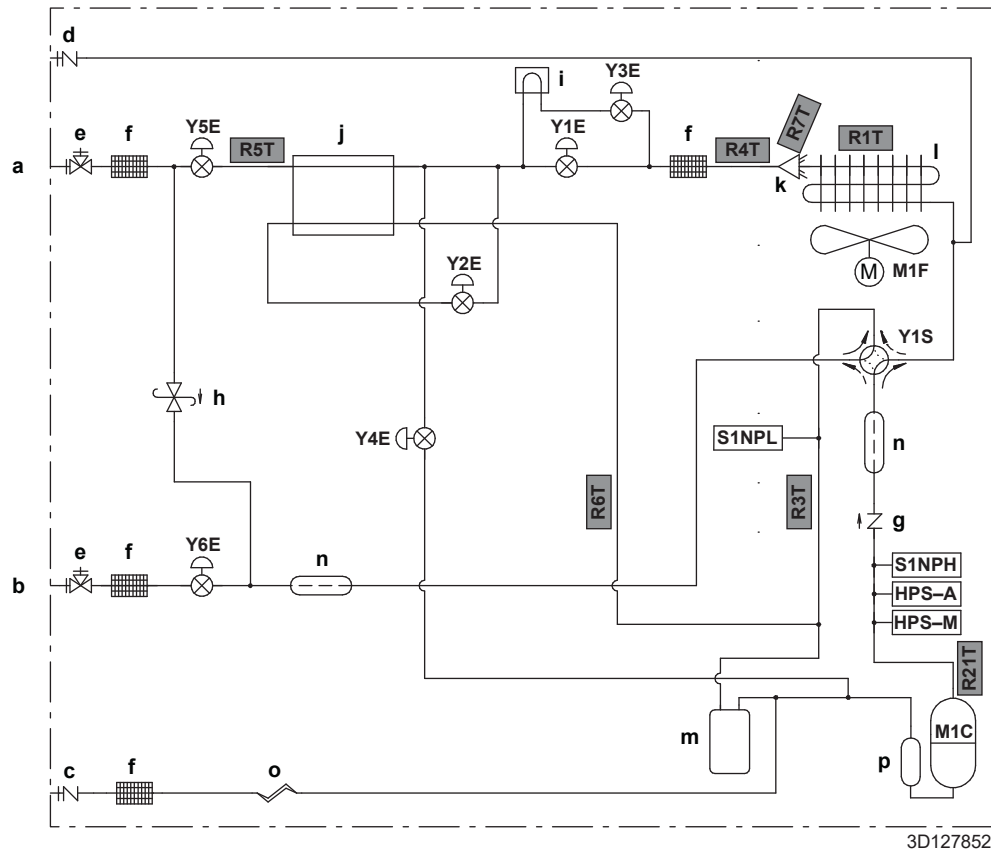 d
i
Y3E
e
f
Y5E
R5T
j
Y1E
f
R4T
R7T
R1T
l
a
k
Y2E
M
M1F
Y1S
h
Y4E
S1NPL
n
R6T
R3T
g
e
f
Y6E
n
b
S1NPH
HPS–A
HPS–M
R21T
m
M1C
p
c
f
o
3D127852